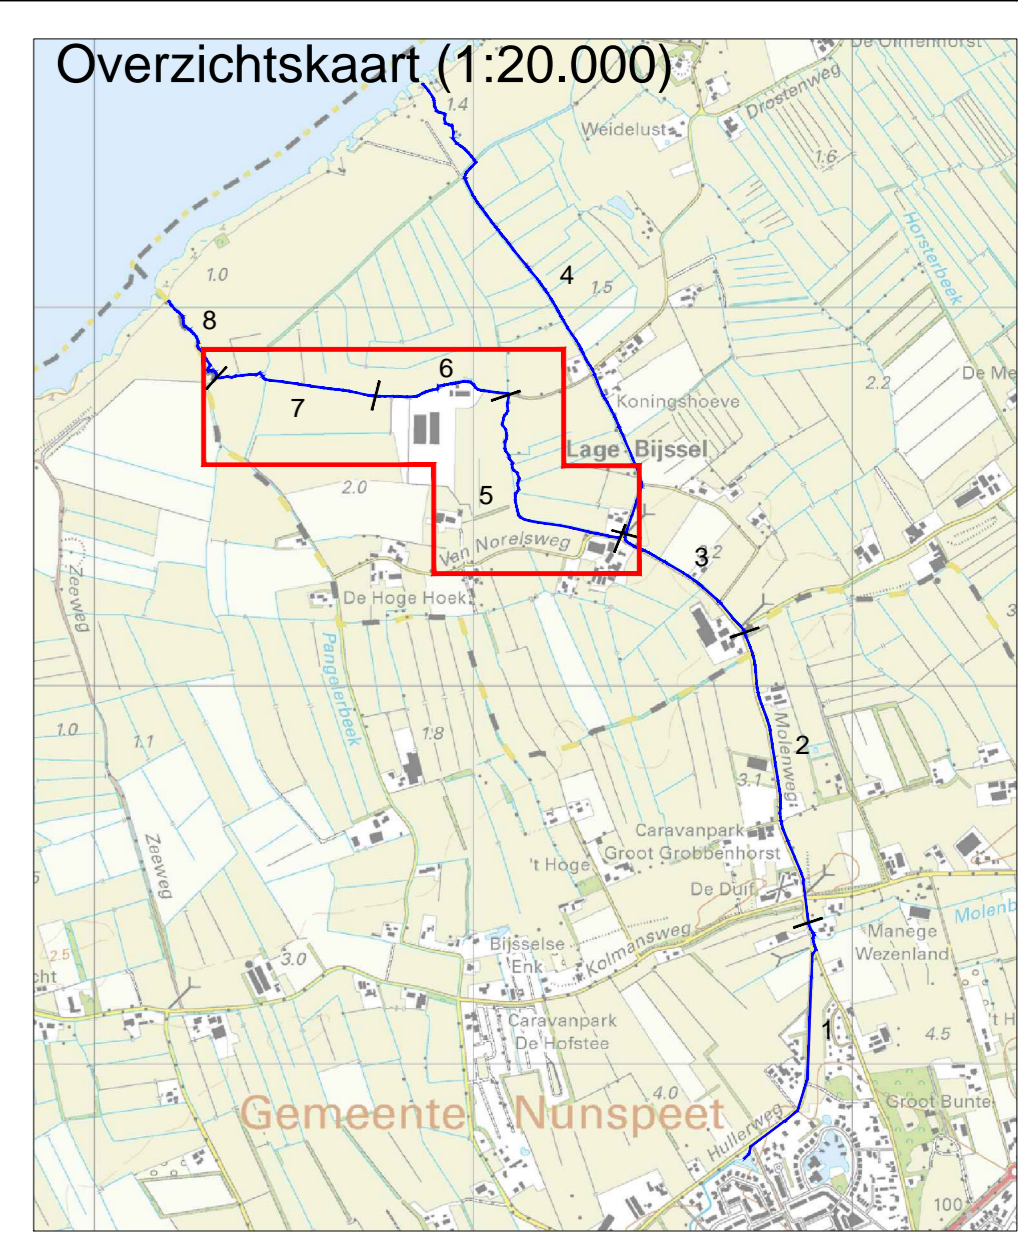 Overzichtskaart (1:20.000)
De Olmenhorst
1.4
Drostenweg
Weidelust
1.6
Horsterbeek
1.0
4
1.5
8
6
2.2
De Me
7
Koningshoeve
Lage Bijssel
2.0
5
Van Norelsweg
3
2.2
Zeeweg
De Hoge Hoek
3
Pangelerbeek
1.0
1.1
1.8
Molenweg
2
3.1
Zeeweg
Caravanpark
Groot Grobbenhorst
't Hoge
De Duif
5
Molenb
Kolmansweg
Manege
Wezenland
Bijsselse
Enk
2.5
3.0
cht
Caravanpark
De Hofstee
1
4.5
't H
4.0
Groot Bunte
Gemeente Nunspeet
Hullerweg
100